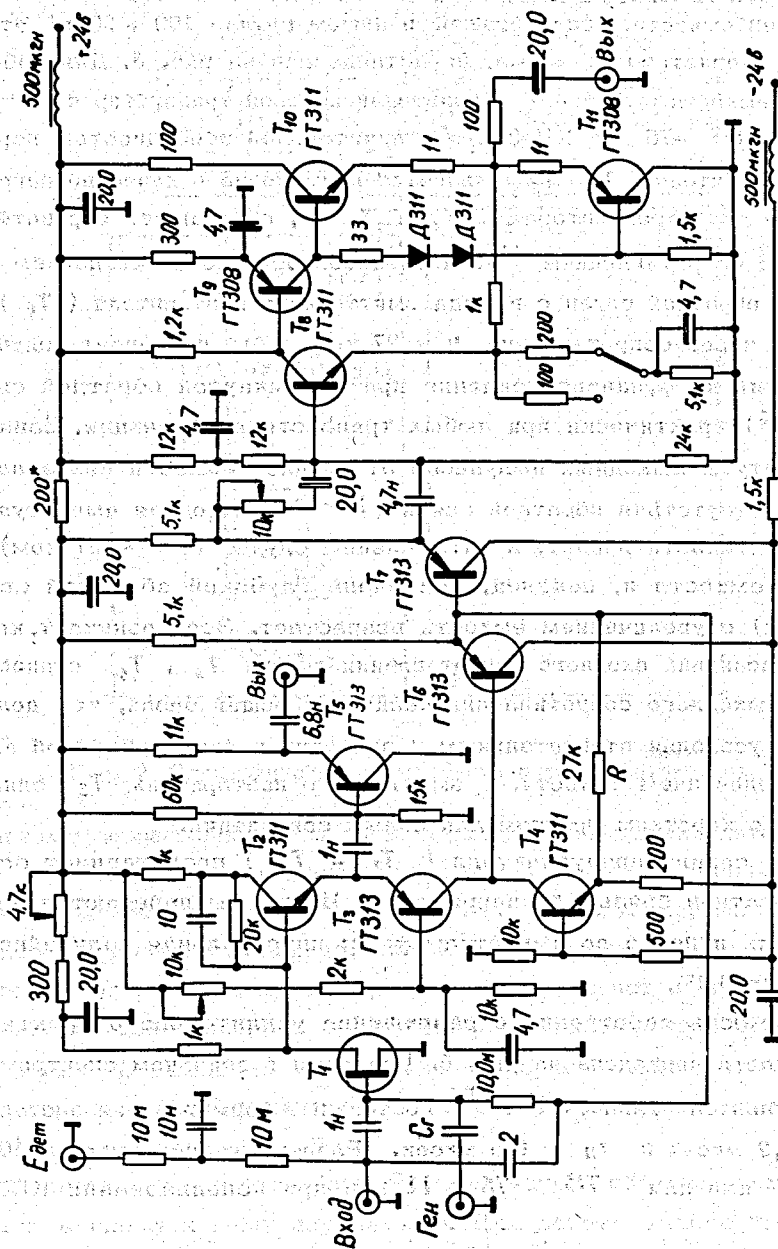 Е дет
10 м
10н
10 м
Вход
Ген
1н
Сг
2
Т1
10,0н
300
4,7к
20,0
1к
10к
2к
10к
4,7
1к
10
20к
Т2
ГТ311
Т3
ГТ313
Т4
ГТ311
10к
500
200
20,0
27к
R
1н
60к
15к
11к
6,8н
Вых
Т5
ГТ313
Т6
ГТ313
5,1к
Т7
ГТ313
20,0
5,1к
200*
10к
20,0
4,7н
12к
4,7
12к
24к
1,5к
1,2к
Т8
ГТ311
Т9
ГТ308
300
4,7
1к
200
100
5,1к
4,7
33
Д311
Д311
1,5к
20,0
100
Т10
ГТ311
11
11
Т11
ГТ308
100
20,0
Вых
500мкгн
+24в
500мкгн
-24в